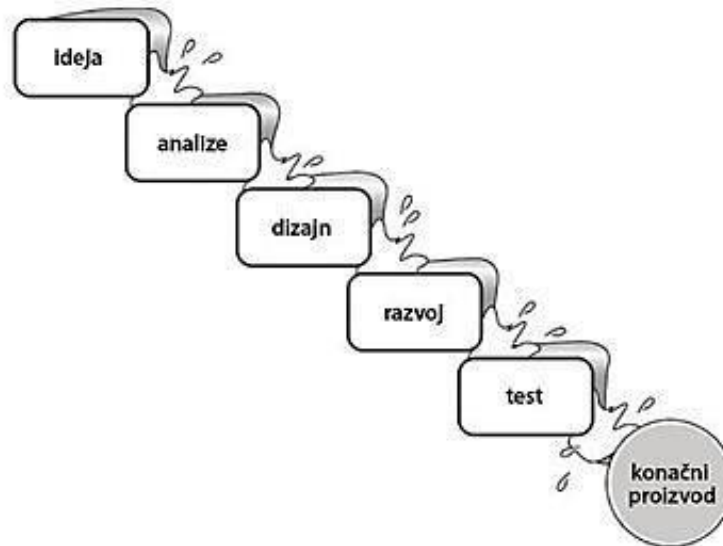 ideja
analize
dizajn
razvoj
test
konačni
proizvod